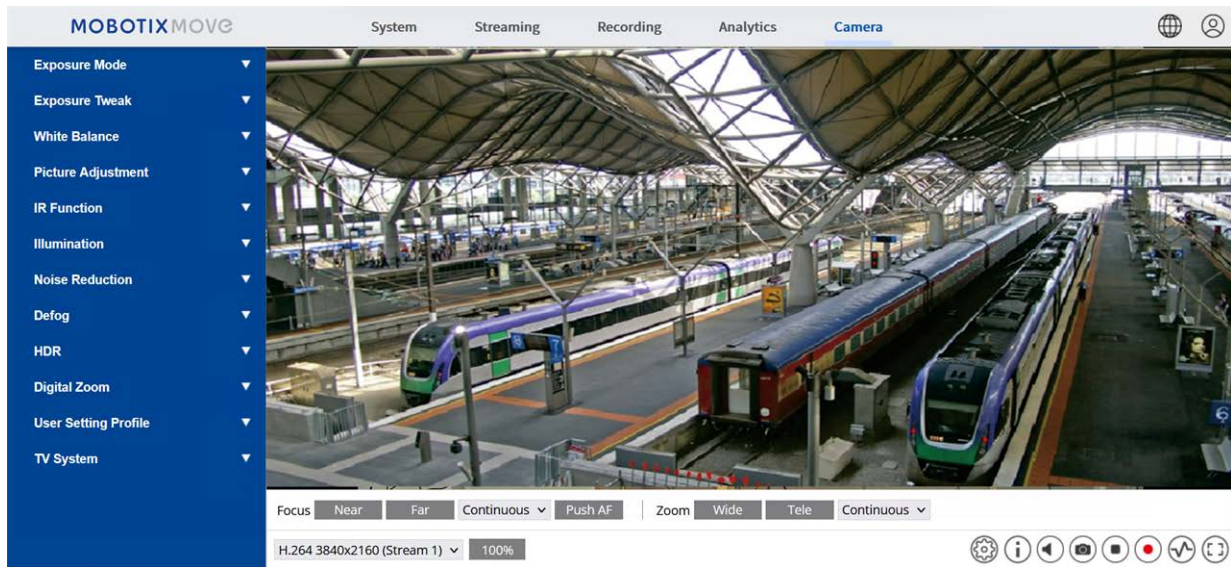 MOBOTIXMOVE System Streaming Recording Analytics Camera
Exposure Mode
Exposure Tweak
White Balance
Picture Adjustment
IR Function
Illumination
Noise Reduction
Defog
HDR
Digital Zoom
User Setting Profile
TV System
Focus Near Far Continuous Push AF Zoom Wide Tele Continuous
H.264 3840x2160 (Stream 1) 100%